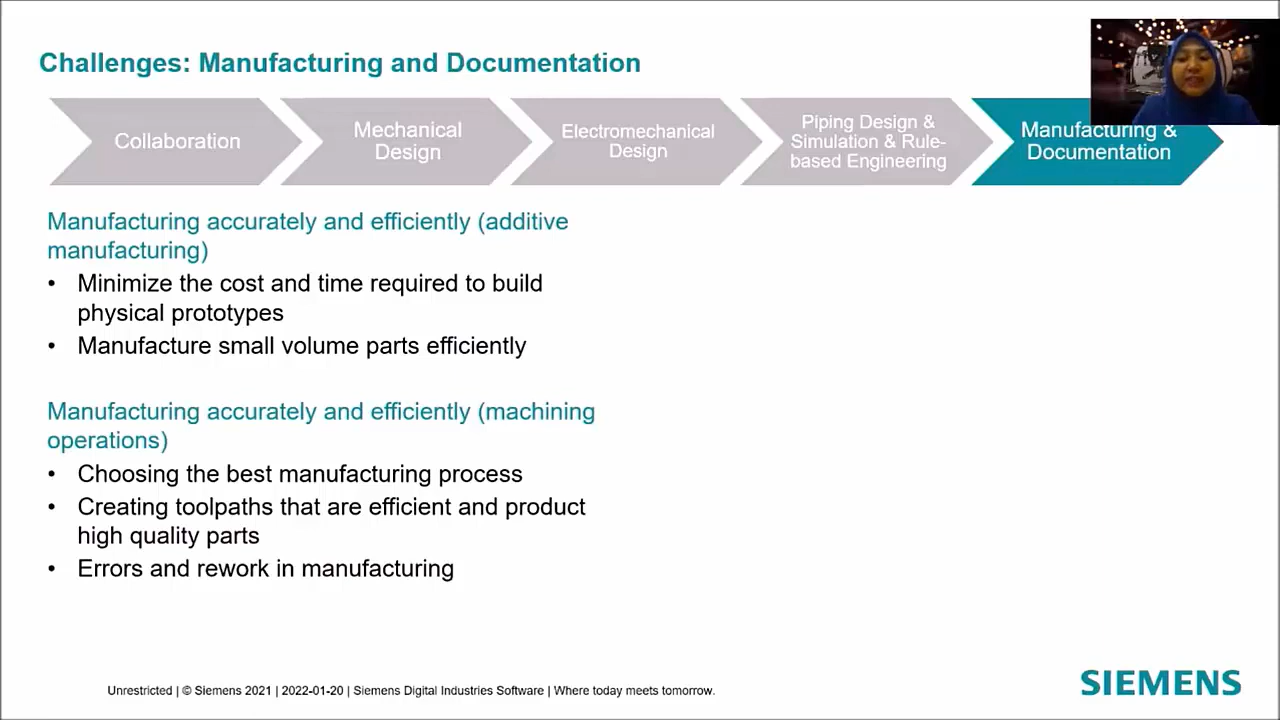 Challenges: Manufacturing and Documentation
Collaboration
Mechanical
Design
Electromechanical
Design
Piping Design &
Simulation & Rule-
based Engineering
Manufacturing &
Documentation
Manufacturing accurately and efficiently (additive
manufacturing)
• Minimize the cost and time required to build
physical prototypes
• Manufacture small volume parts efficiently
Manufacturing accurately and efficiently (machining
operations)
• Choosing the best manufacturing process
• Creating toolpaths that are efficient and product
high quality parts
• Errors and rework in manufacturing
Unrestricted | © Siemens 2021 | 2022-01-20 | Siemens Digital Industries Software | Where today meets tomorrow.
SIEMENS